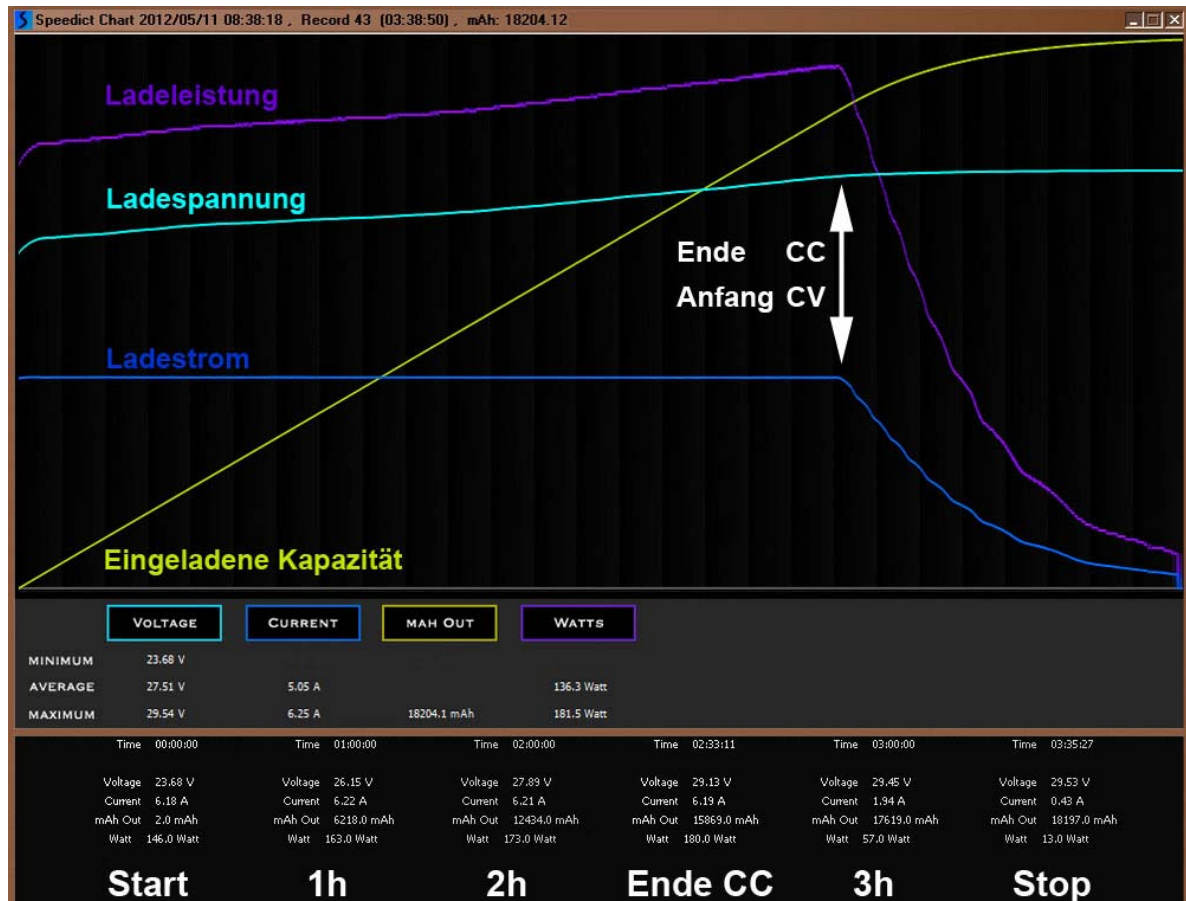 Speedict Chart 2012/05/11 08:38:18 , Record 43 (03:38:50) , mAh: 18204.12
Ladeleistung
Ladespannung
Ende CC
Anfang CV
Ladestrom
Eingeladene Kapazität
VOLTAGE CURRENT MAH OUT WATTS
MINIMUM 23.68 V
AVERAGE 27.51 V 5.05 A 136.3 Watt
MAXIMUM 29.54 V 6.25 A 18204.1 mAh 181.5 Watt
Time 00:00:00 Time 01:00:00 Time 02:00:00 Time 02:33:11 Time 03:00:00 Time 03:35:27
Voltage 23.68 V Voltage 26.15 V Voltage 27.89 V Voltage 29.13 V Voltage 29.45 V Voltage 29.53 V
Current 6.18 A Current 6.22 A Current 6.21 A Current 6.19 A Current 1.94 A Current 0.43 A
mAh Out 2.0 mAh mAh Out 6218.0 mAh mAh Out 12434.0 mAh mAh Out 15869.0 mAh mAh Out 17619.0 mAh mAh Out 18197.0 mAh
Watt 146.0 Watt Watt 163.0 Watt Watt 173.0 Watt Watt 180.0 Watt Watt 57.0 Watt Watt 13.0 Watt
Start 1h 2h Ende CC 3h Stop